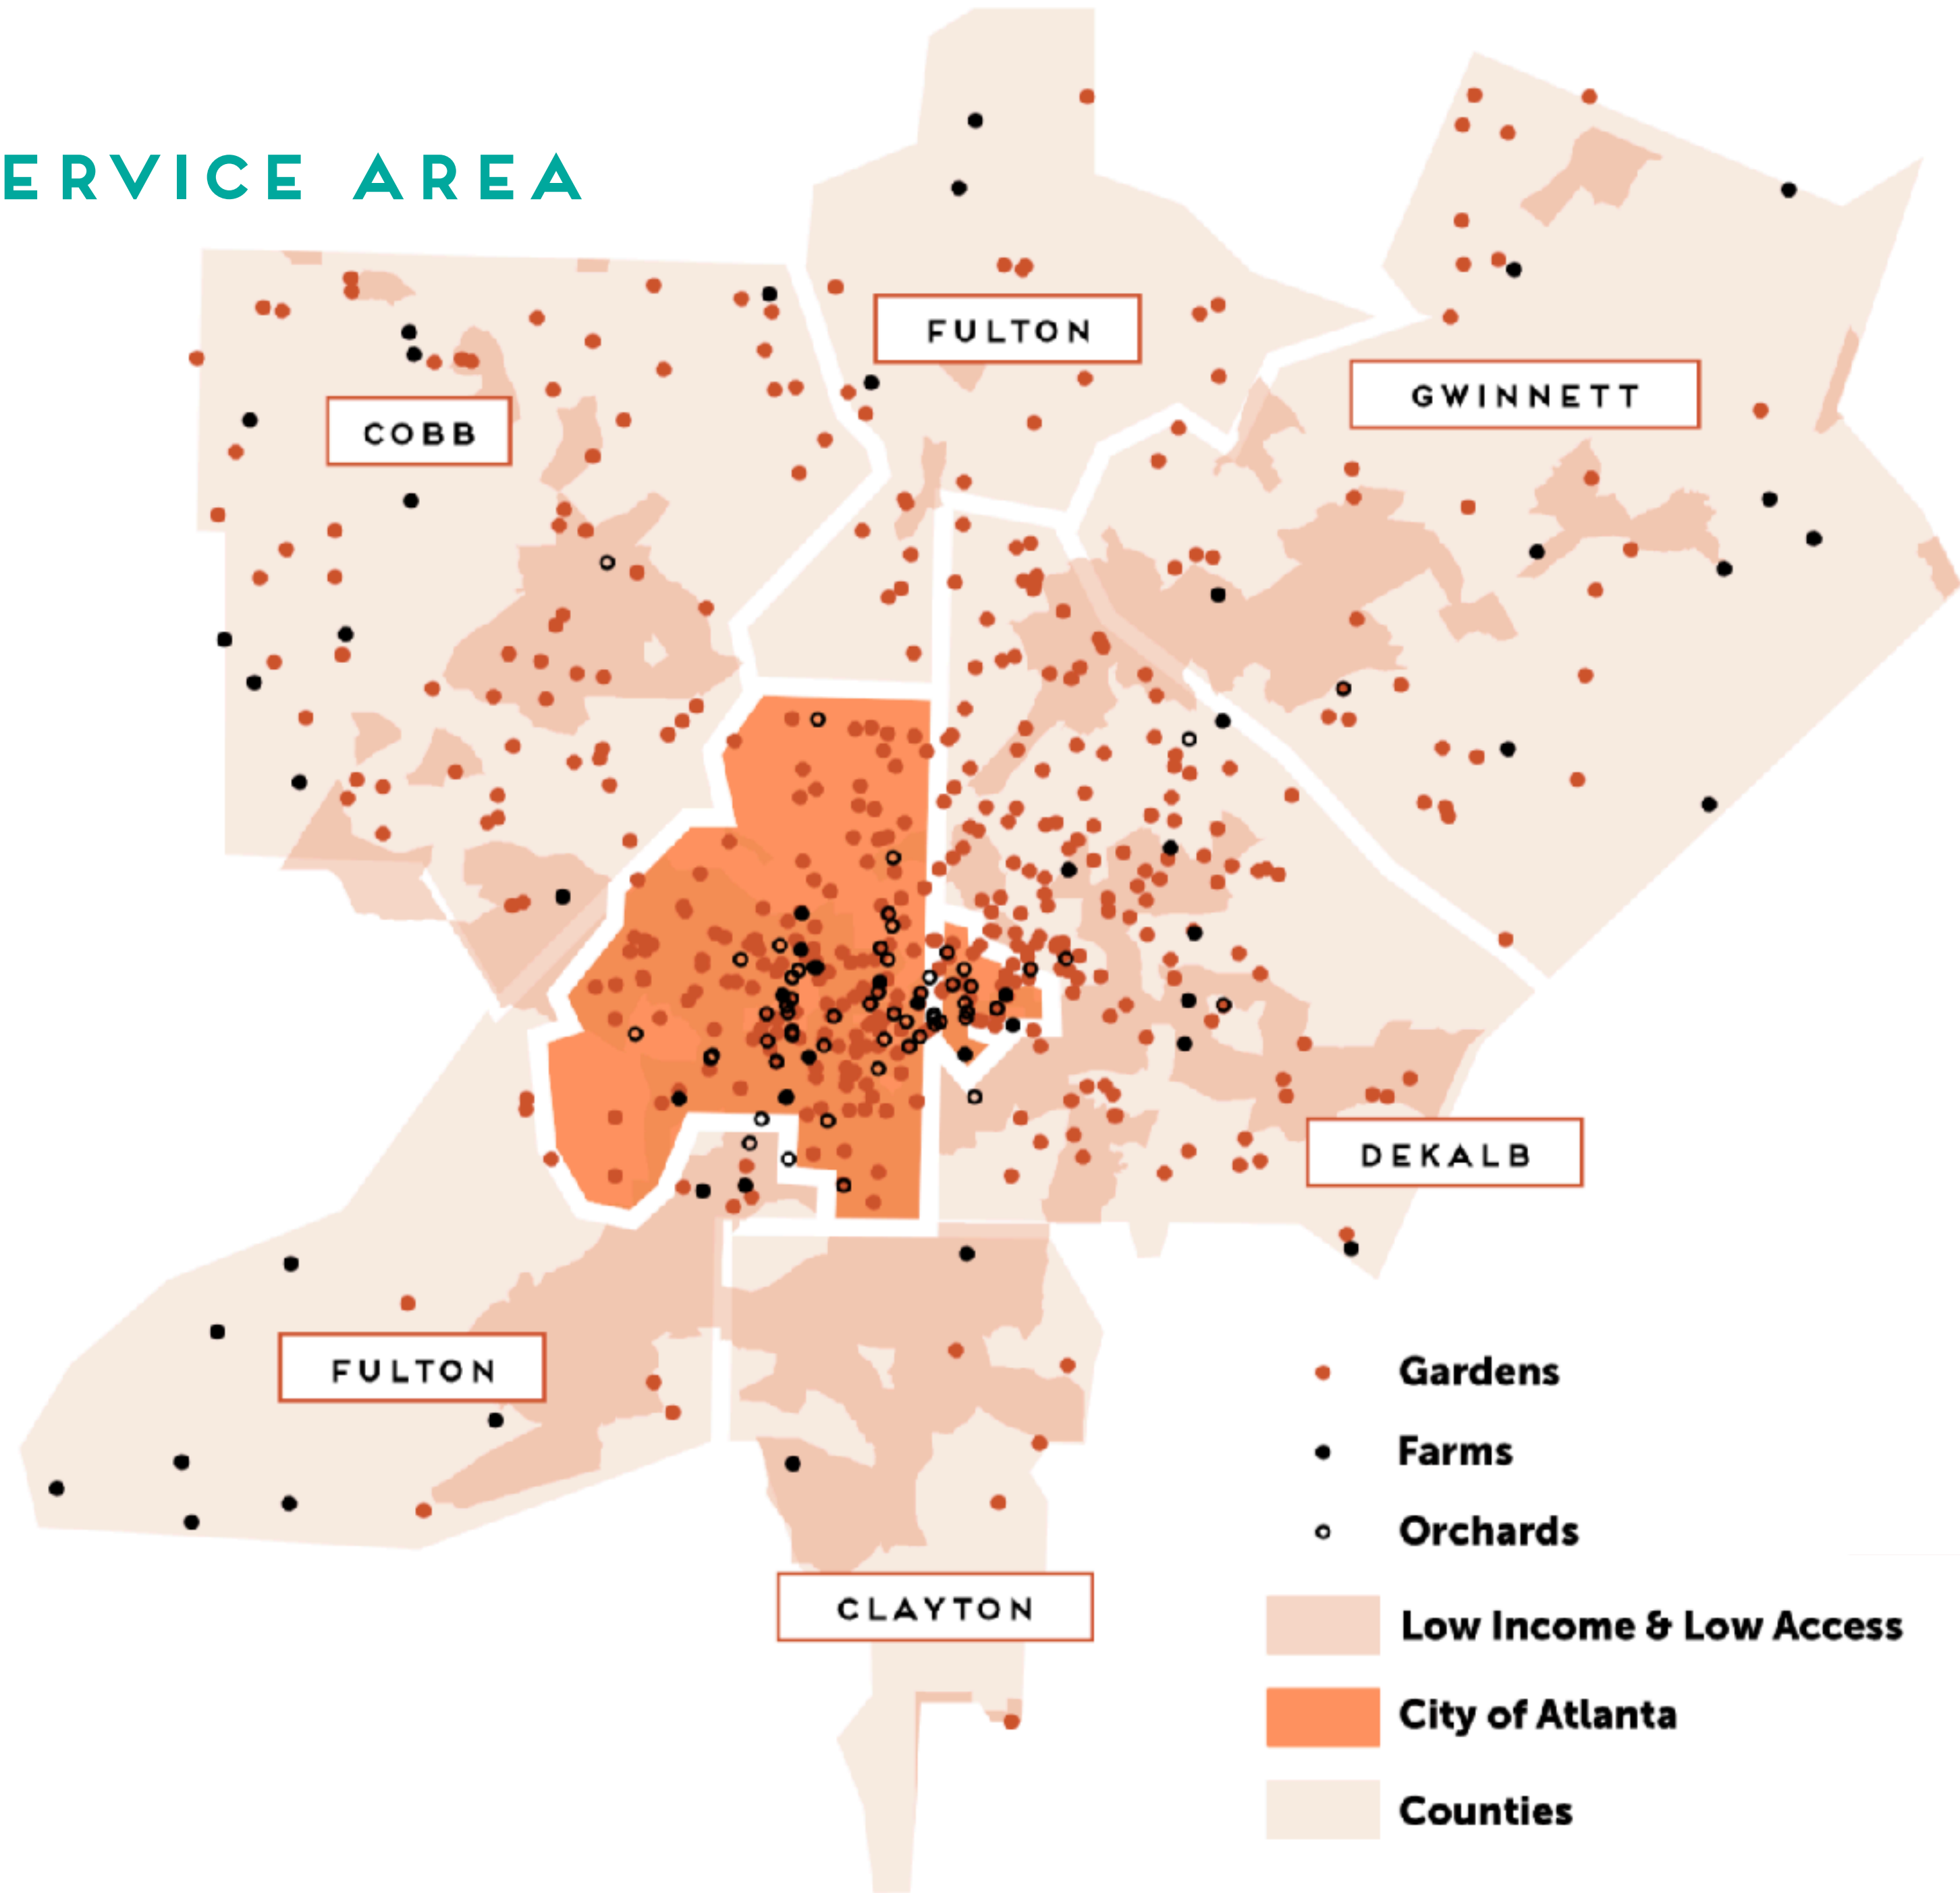 ERVICE AREA
FULTON
GWINNETT
COBB
DEKALB
FULTON
CLAYTON
Gardens
Farms
Orchards
Low Income & Low Access
City of Atlanta
Counties